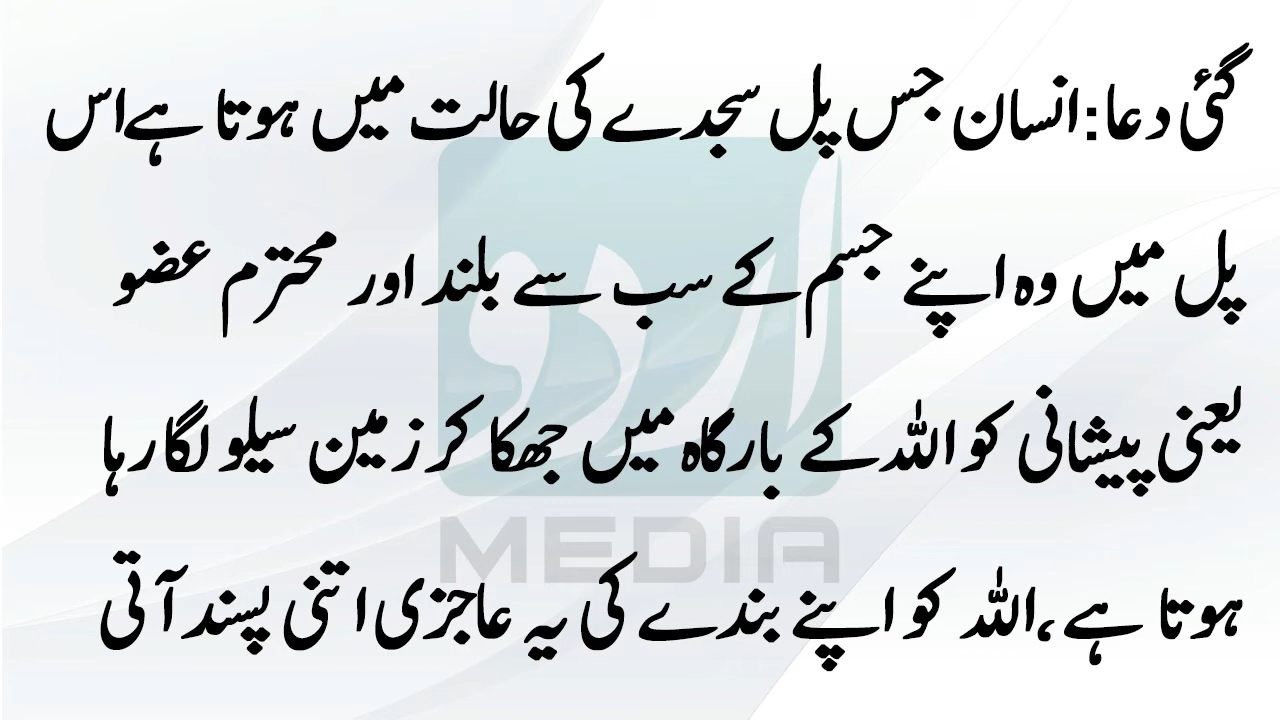 گئی دعا: انسان جس پل سجدے کی حالت میں ہوتا ہے اس
پل میں وہ اپنے جسم کے سب سے بلند اور محترم عضو
یعنی پیشانی کو اللہ کے بارگاہ میں جھکا کر زمین سیلو لگا رہا
ہوتا ہے ،اللہ کو اپنے بندے کی یہ عاجزی اتنی پسند آتی
اردو
MEDIA